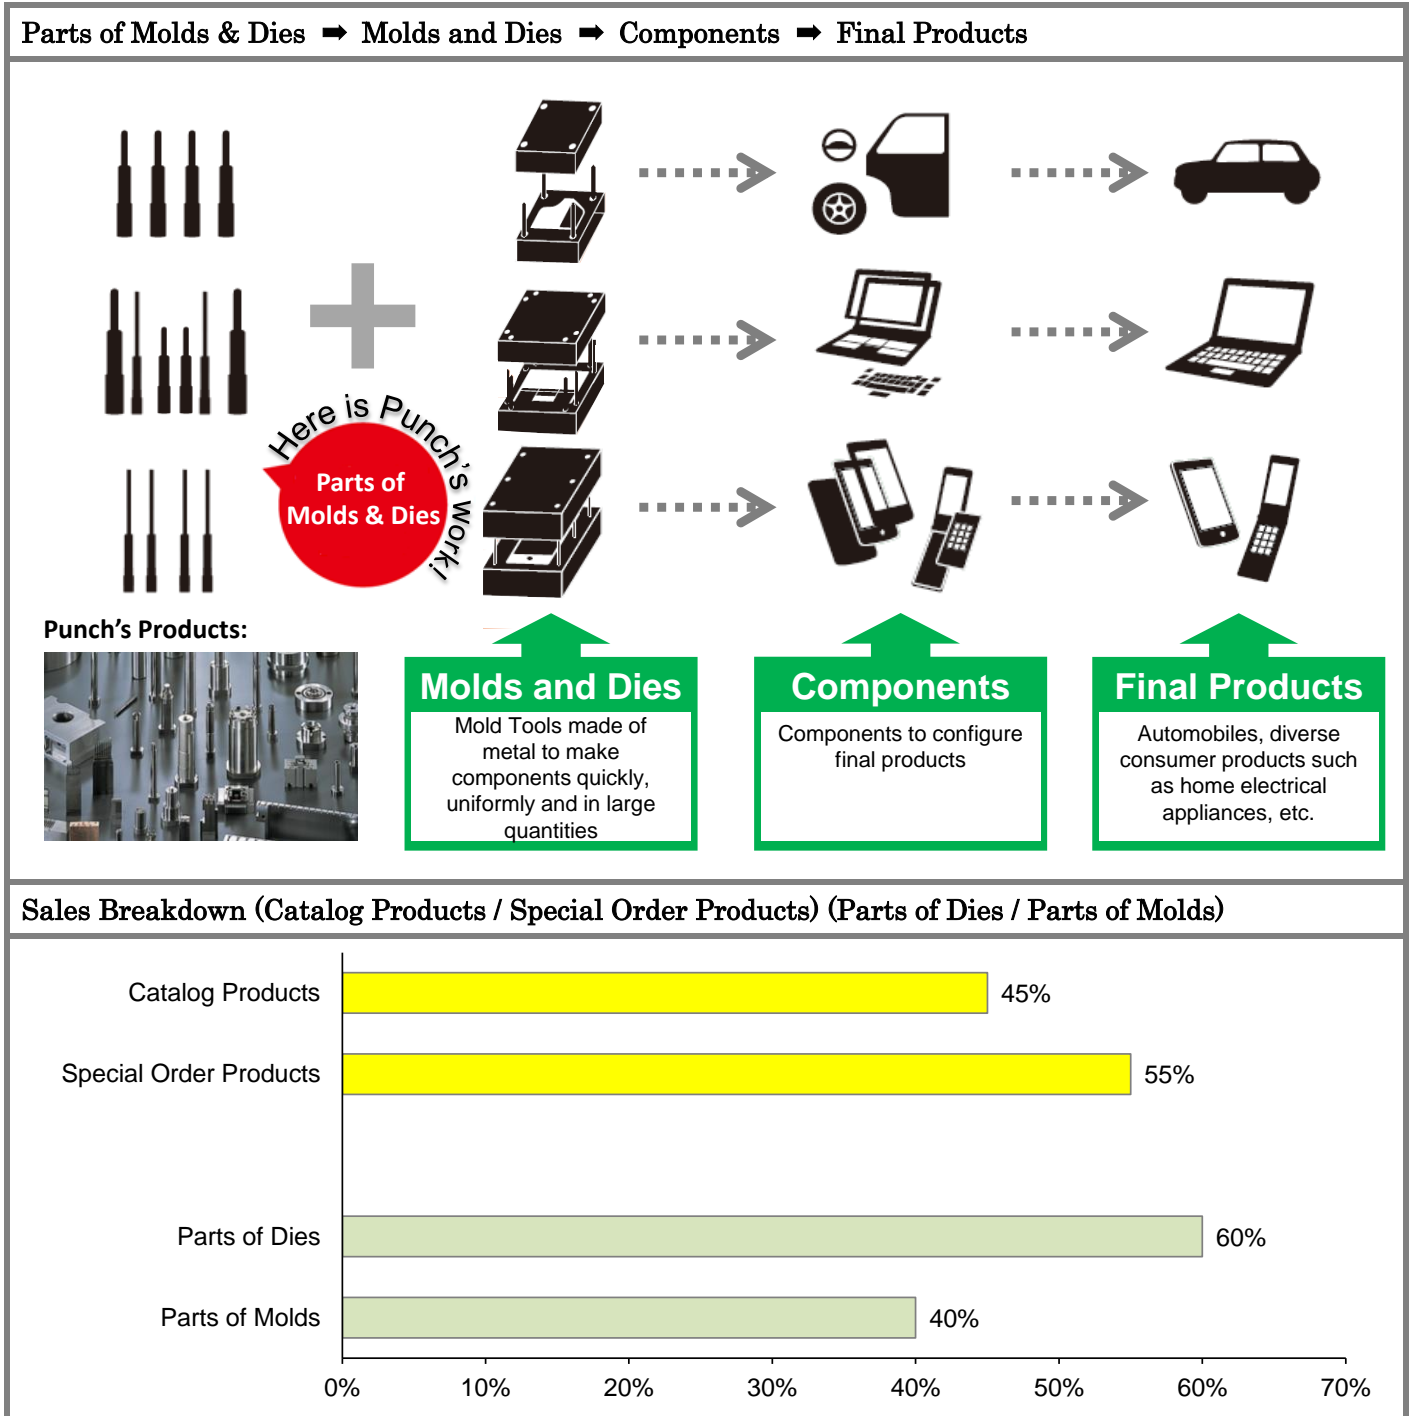 Parts of Molds & Dies ➡ Molds and Dies ➡ Components ➡ Final Products
Here is Punch's work!
Parts of
Molds & Dies
Punch's Products:
Molds and Dies
Mold Tools made of
metal to make
components quickly,
uniformly and in large
quantities
Components
Components to configure
final products
Final Products
Automobiles, diverse
consumer products such
as home electrical
appliances, etc.
Sales Breakdown (Catalog Products / Special Order Products) (Parts of Dies / Parts of Molds)
Catalog Products
45%
Special Order Products
55%
Parts of Dies
60%
Parts of Molds
40%
0% 10% 20% 30% 40% 50% 60% 70%